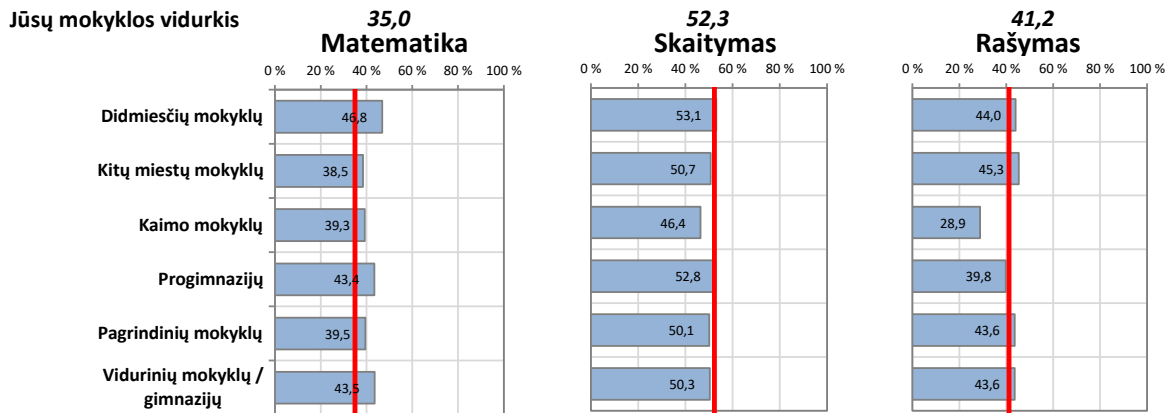 Jūsų mokyklos vidurkis 35,0 52,3 41,2
Matematika Skaitymas Rašymas
0 % 20 % 40 % 60 % 80 % 100 % 0 % 20 % 40 % 60 % 80 % 100 % 0 % 20 % 40 % 60 % 80 % 100 %
Didmiesčių mokyklų 46,8 53,1 44,0
Kitų miestų mokyklų 38,5 50,7 45,3
Kaimo mokyklų 39,3 46,4 28,9
Progimnazijų 43,4 52,8 39,8
Pagrindinių mokyklų 39,5 50,1 43,6
Vidurinių mokyklų /
gimnazijų 43,5 50,3 43,6